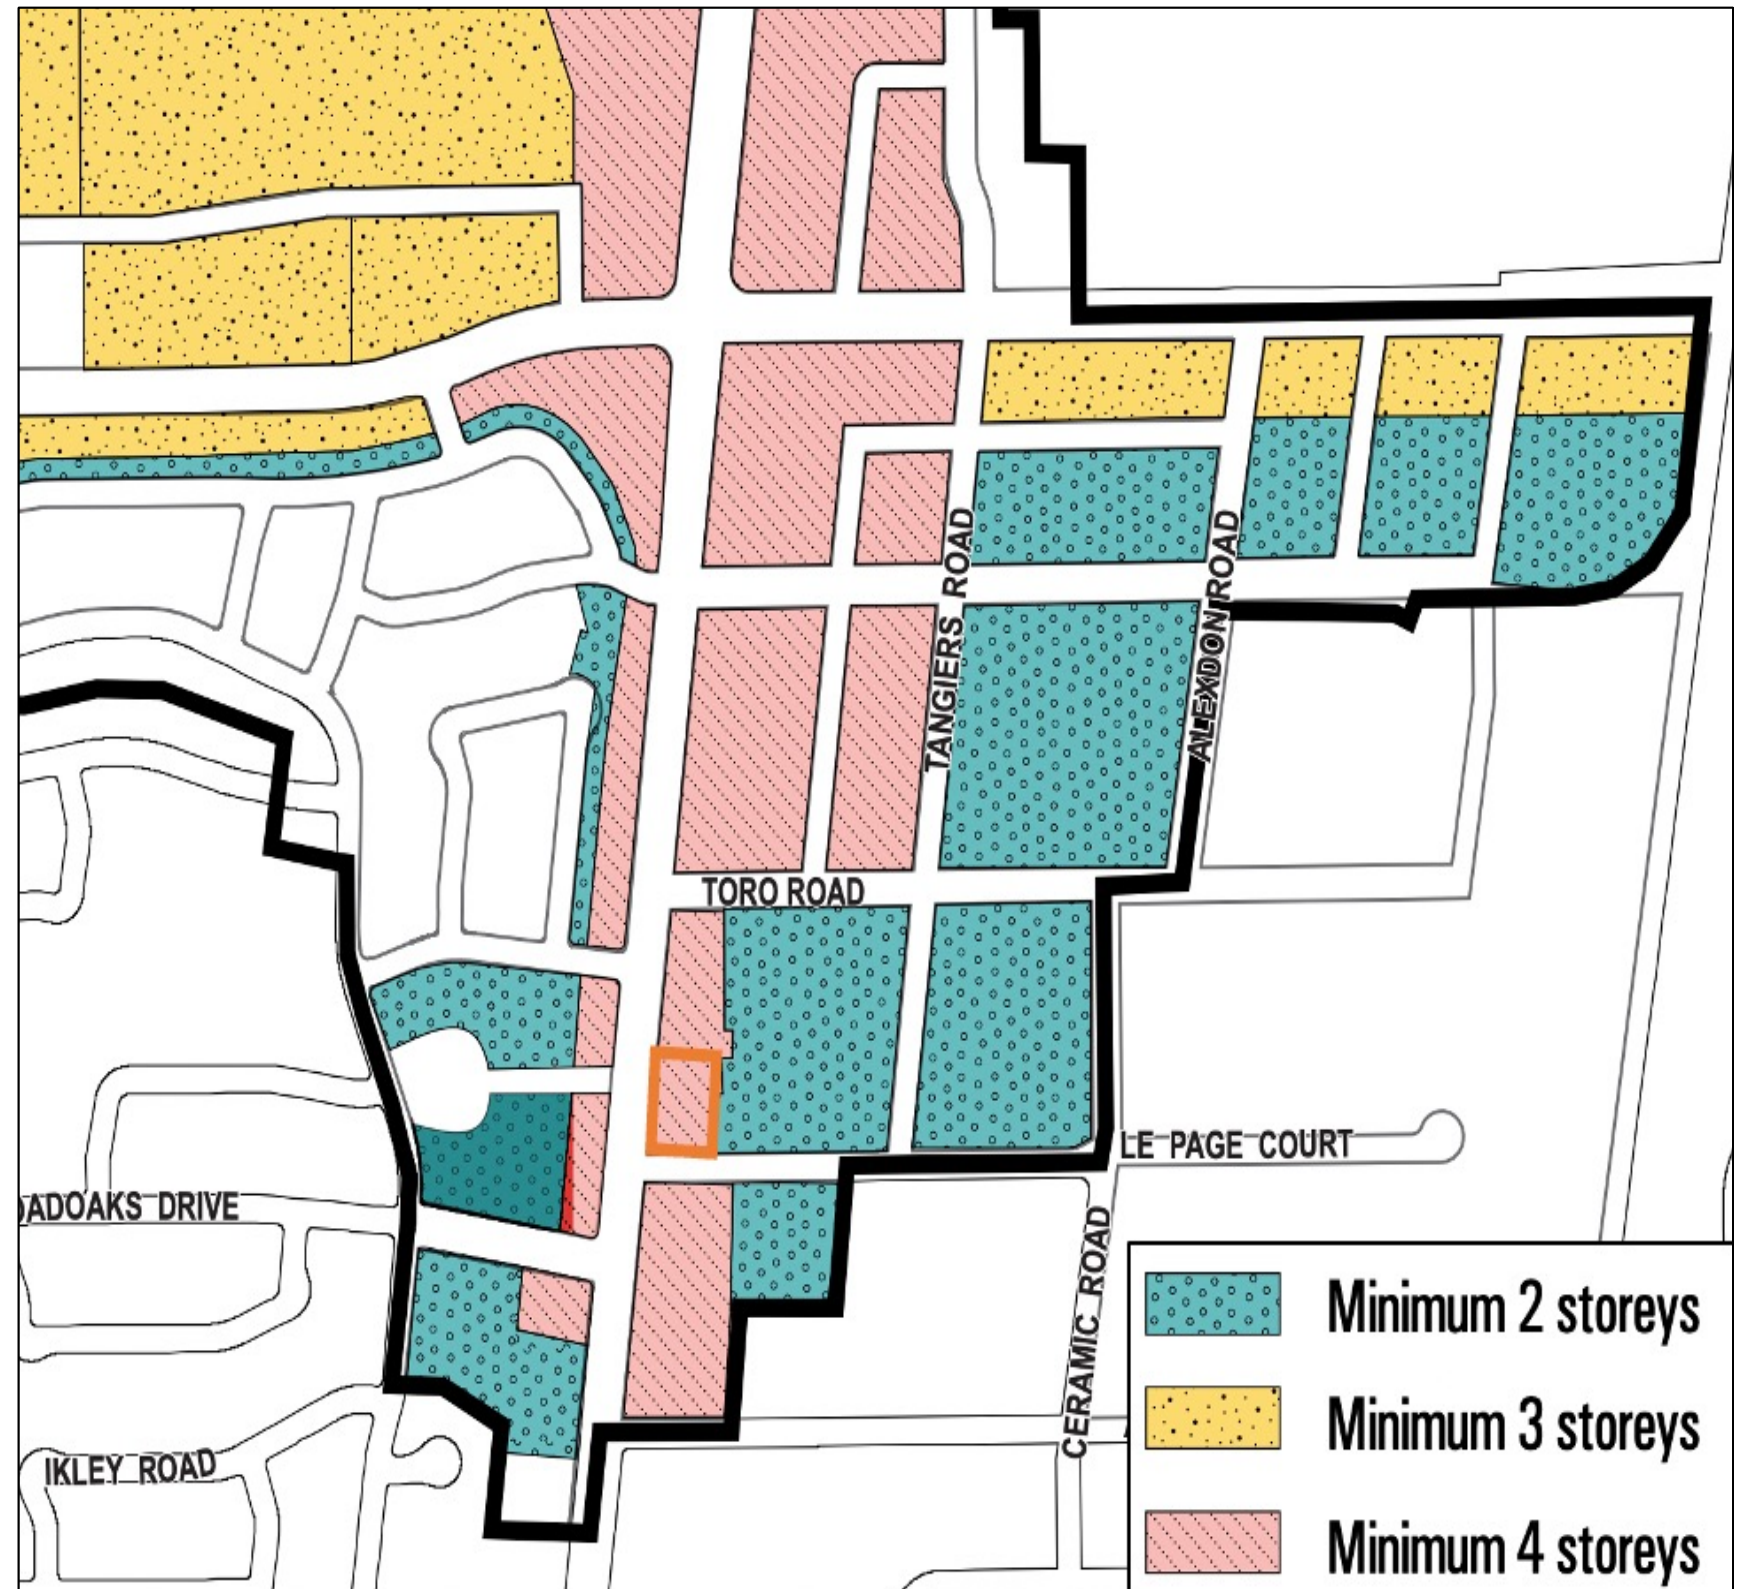 TANGIERS ROAD
ALEXDON ROAD
TORO ROAD
LE PAGE COURT
ADOAKS DRIVE
CERAMIC ROAD
IKLEY ROAD
Minimum 2 storeys
Minimum 3 storeys
Minimum 4 storeys